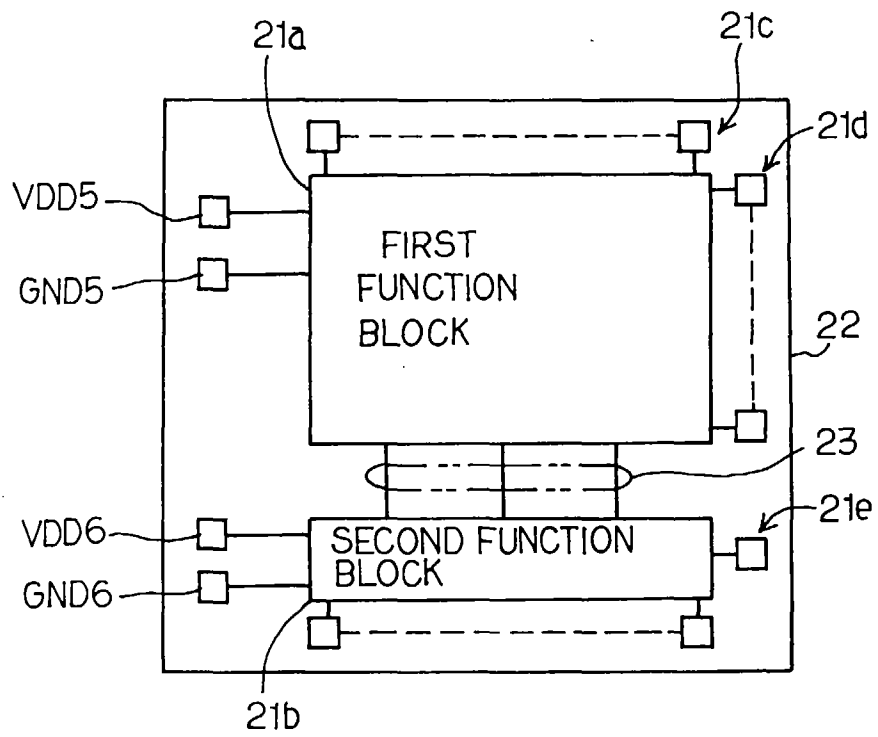 21a
21c
21d
VDD5
FIRST
FUNCTION
BLOCK
GND5
22
23
21e
VDD6
SECOND FUNCTION
BLOCK
GND6
21b